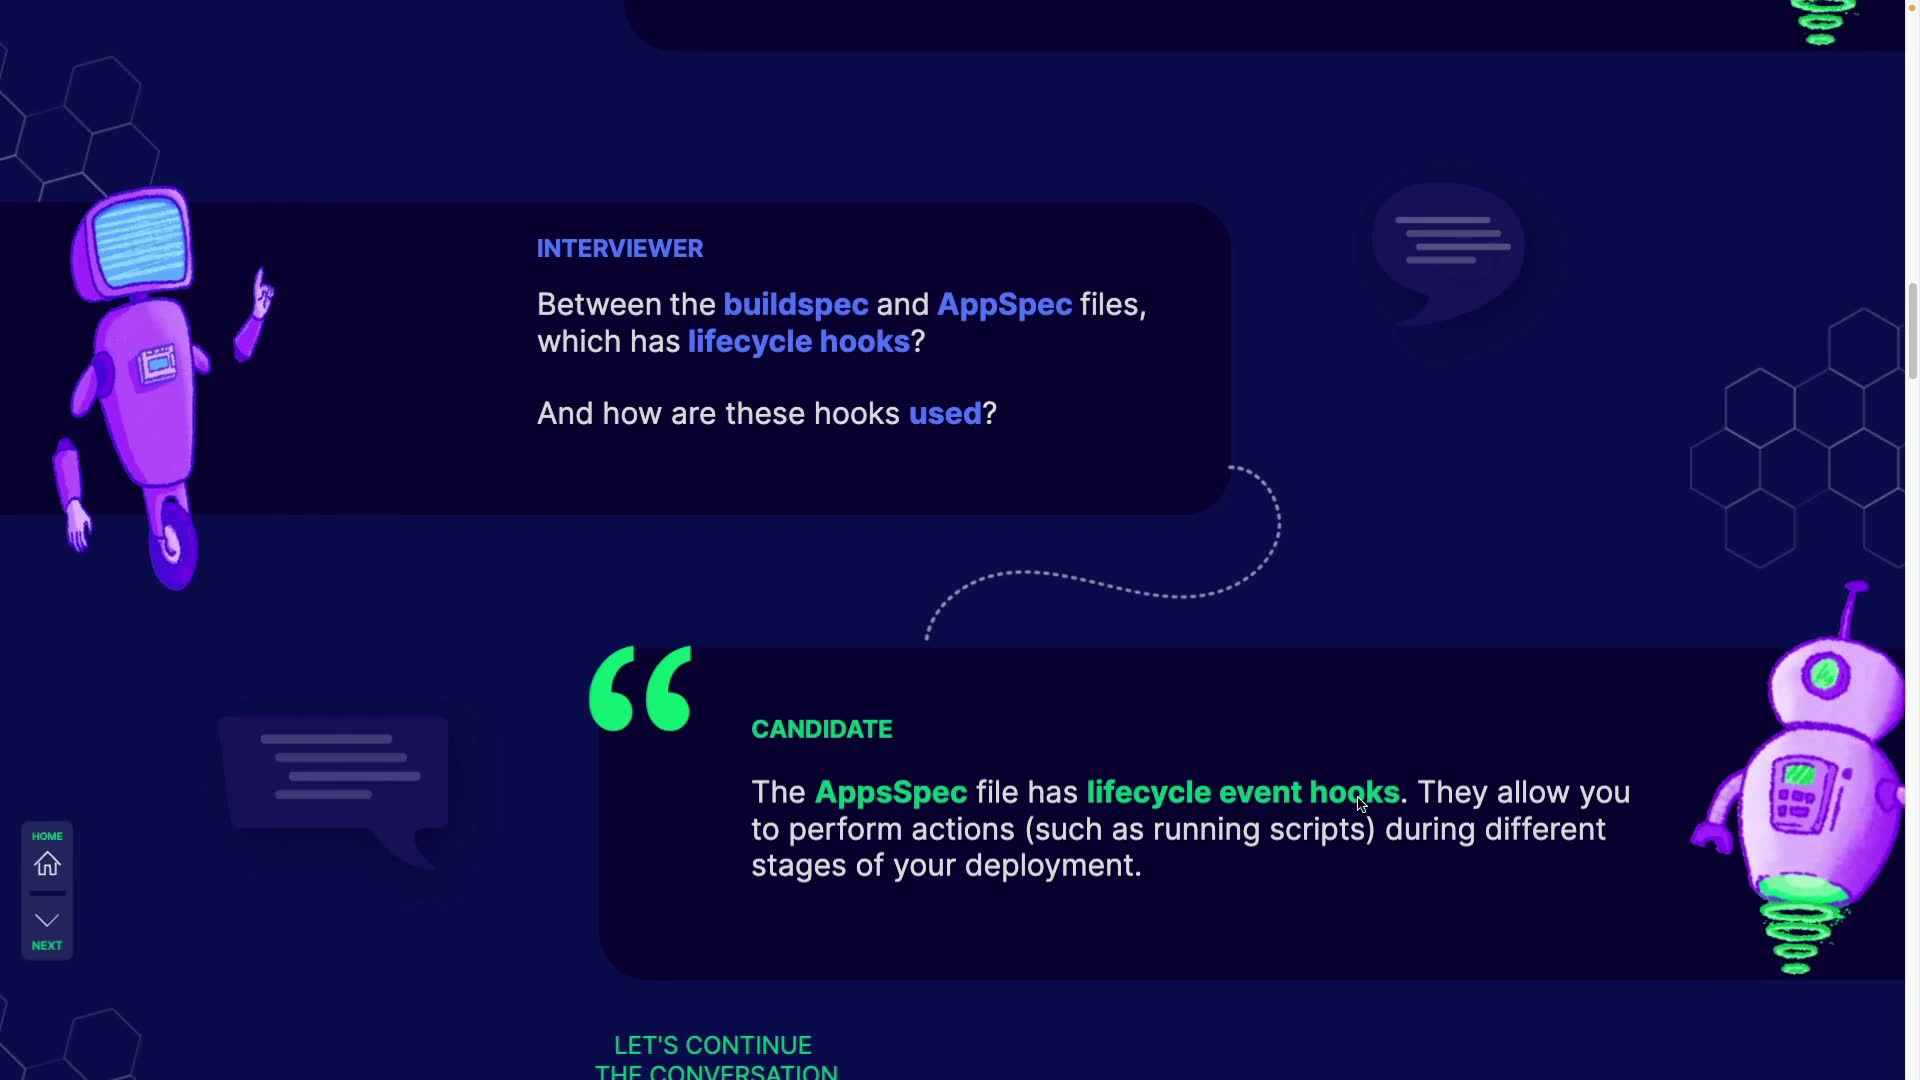 INTERVIEWER
Between the buildspec and AppSpec files,
which has lifecycle hooks?
And how are these hooks used?
CANDIDATE
The AppsSpec file has lifecycle event hooks. They allow you
to perform actions (such as running scripts) during different
stages of your deployment.
HOME
NEXT
LET'S CONTINUE
THE CONVERSATION